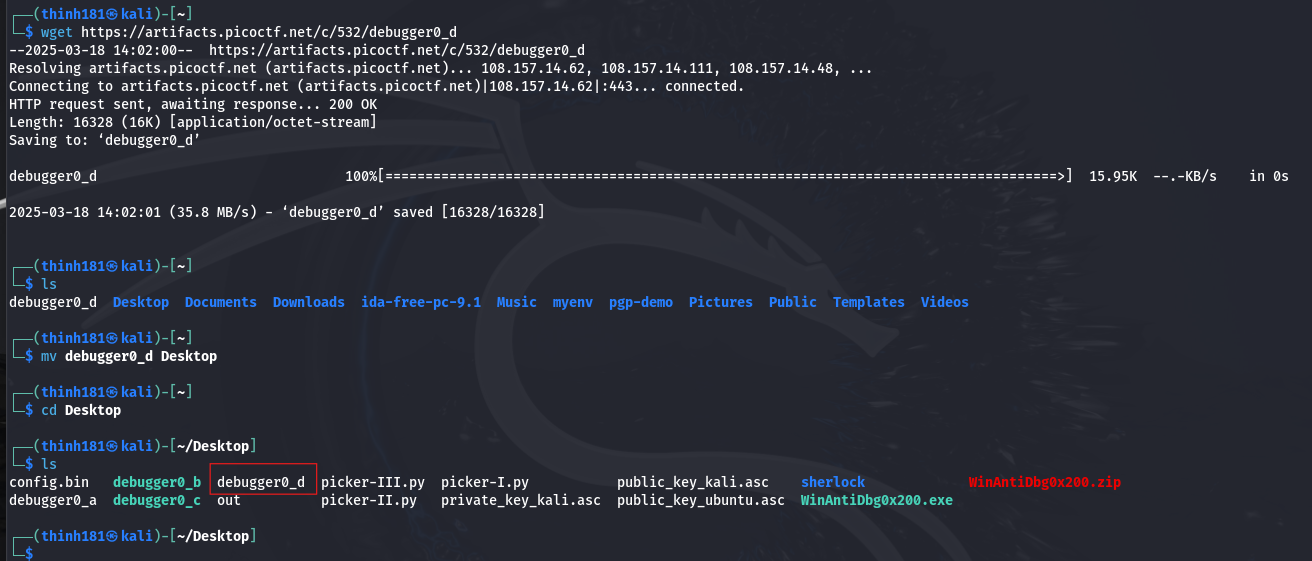 ┌──(thinh181㉿kali)-[~]
└─$ wget https://artifacts.picoctf.net/c/532/debugger0_d
--2025-03-18 14:02:00--  https://artifacts.picoctf.net/c/532/debugger0_d
Resolving artifacts.picoctf.net (artifacts.picoctf.net)... 108.157.14.62, 108.157.14.111, 108.157.14.48, ...
Connecting to artifacts.picoctf.net (artifacts.picoctf.net)|108.157.14.62|:443... connected.
HTTP request sent, awaiting response... 200 OK
Length: 16328 (16K) [application/octet-stream]
Saving to: ‘debugger0_d’
debugger0_d                               100%[=====================================================================================>]  15.95K  --.-KB/s    in 0s
2025-03-18 14:02:01 (35.8 MB/s) - ‘debugger0_d’ saved [16328/16328]
┌──(thinh181㉿kali)-[~]
└─$ ls
debugger0_d  Desktop  Documents  Downloads  ida-free-pc-9.1  Music  myenv  pgp-demo  Pictures  Public  Templates  Videos
┌──(thinh181㉿kali)-[~]
└─$ mv debugger0_d Desktop
┌──(thinh181㉿kali)-[~]
└─$ cd Desktop
┌──(thinh181㉿kali)-[~/Desktop]
└─$ ls
config.bin   debugger0_b  debugger0_d  picker-III.py  picker-I.py           public_key_kali.asc    sherlock             WinAntiDbg0x200.zip
debugger0_a  debugger0_c  out          picker-II.py   private_key_kali.asc  public_key_ubuntu.asc  WinAntiDbg0x200.exe
┌──(thinh181㉿kali)-[~/Desktop]
└─$